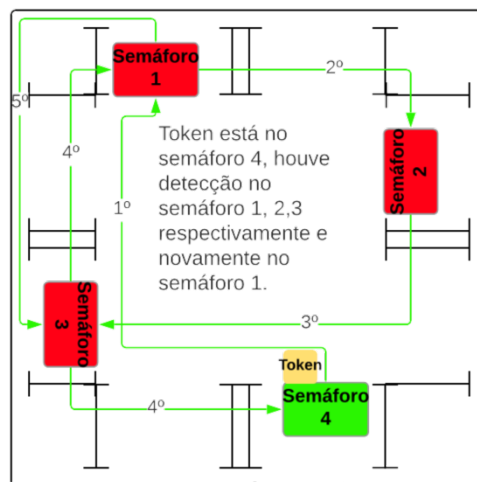 Semáforo
1
2º
5º
4º
Token está no
semáforo 4, houve
detecção no
semáforo 1, 2,3
respectivamente e
novamente no
semáforo 1.
Semáforo
2
1º
Semáforo
3
3º
Token
Semáforo
4
4º